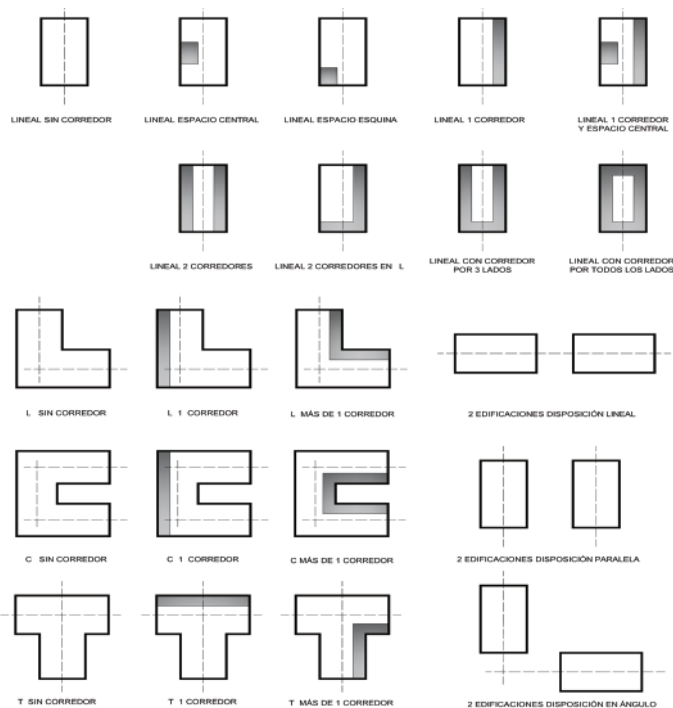 LINEAL SIN CORREDOR
LINEAL ESPACIO CENTRAL
LINEAL ESPACIO ESQUINA
LINEAL 1 CORREDOR
LINEAL 1 CORREDOR
Y ESPACIO CENTRAL
LINEAL 2 CORREDORES
LINEAL 2 CORREDORES EN L
LINEAL CON CORREDOR
POR 3 LADOS
LINEAL CON CORREDOR
POR TODOS LOS LADOS
L SIN CORREDOR
L 1 CORREDOR
L MÁS DE 1 CORREDOR
2 EDIFICACIONES DISPOSICIÓN LINEAL
C SIN CORREDOR
C 1 CORREDOR
C MÁS DE 1 CORREDOR
2 EDIFICACIONES DISPOSICIÓN PARALELA
T SIN CORREDOR
T 1 CORREDOR
T MÁS DE 1 CORREDOR
2 EDIFICACIONES DISPOSICIÓN EN ÁNGULO